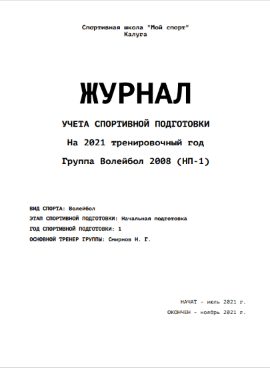 Спортивная школа "Мой спорт"
Калуга
ЖУРНАЛ
УЧЕТА СПОРТИВНОЙ ПОДГОТОВКИ
На 2021 тренировочный год
Группа Волейбол 2008 (НП-1)
ВИД СПОРТА: Волейбол
ЭТАП СПОРТИВНОЙ ПОДГОТОВКИ: Начальная подготовка
ГОД СПОРТИВНОЙ ПОДГОТОВКИ: 1
ОСНОВНОЙ ТРЕНЕР ГРУППЫ: Смирнов Н. Г.
НАЧАТ - июль 2021 г.
ОКОНЧЕН - ноябрь 2021 г.